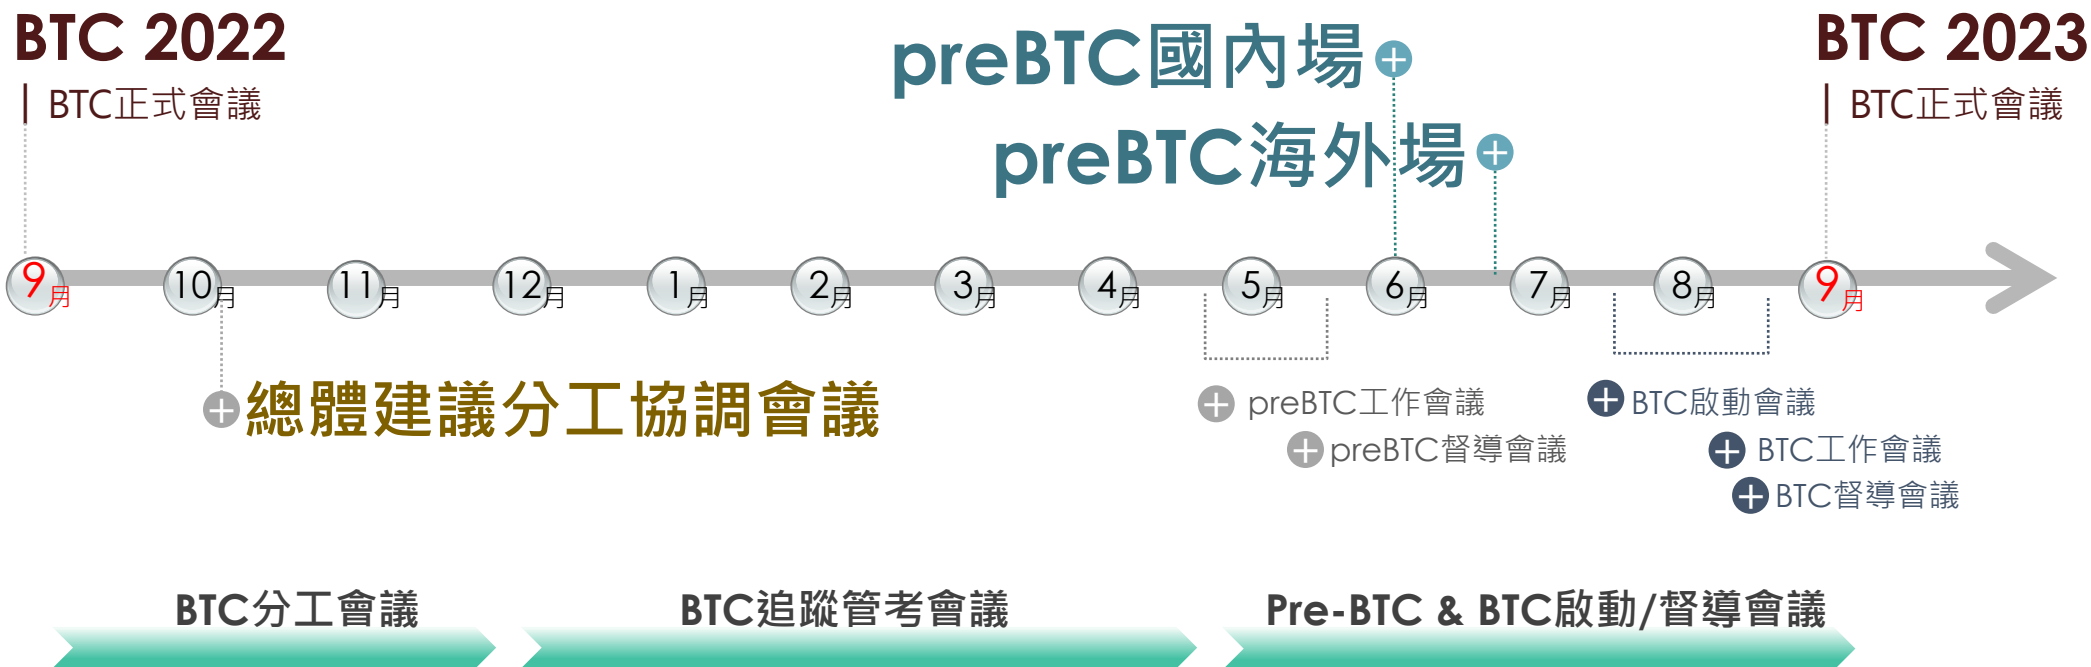 BTC 2022
BTC正式會議
preBTC國內場
preBTC海外場
BTC 2023
BTC正式會議
9月
10月
11月
12月
1月
2月
3月
4月
5月
6月
7月
8月
9月
總體建議分工協調會議
preBTC工作會議
preBTC督導會議
BTC啟動會議
BTC工作會議
BTC督導會議
BTC分工會議
BTC追蹤管考會議
Pre-BTC & BTC啟動/督導會議